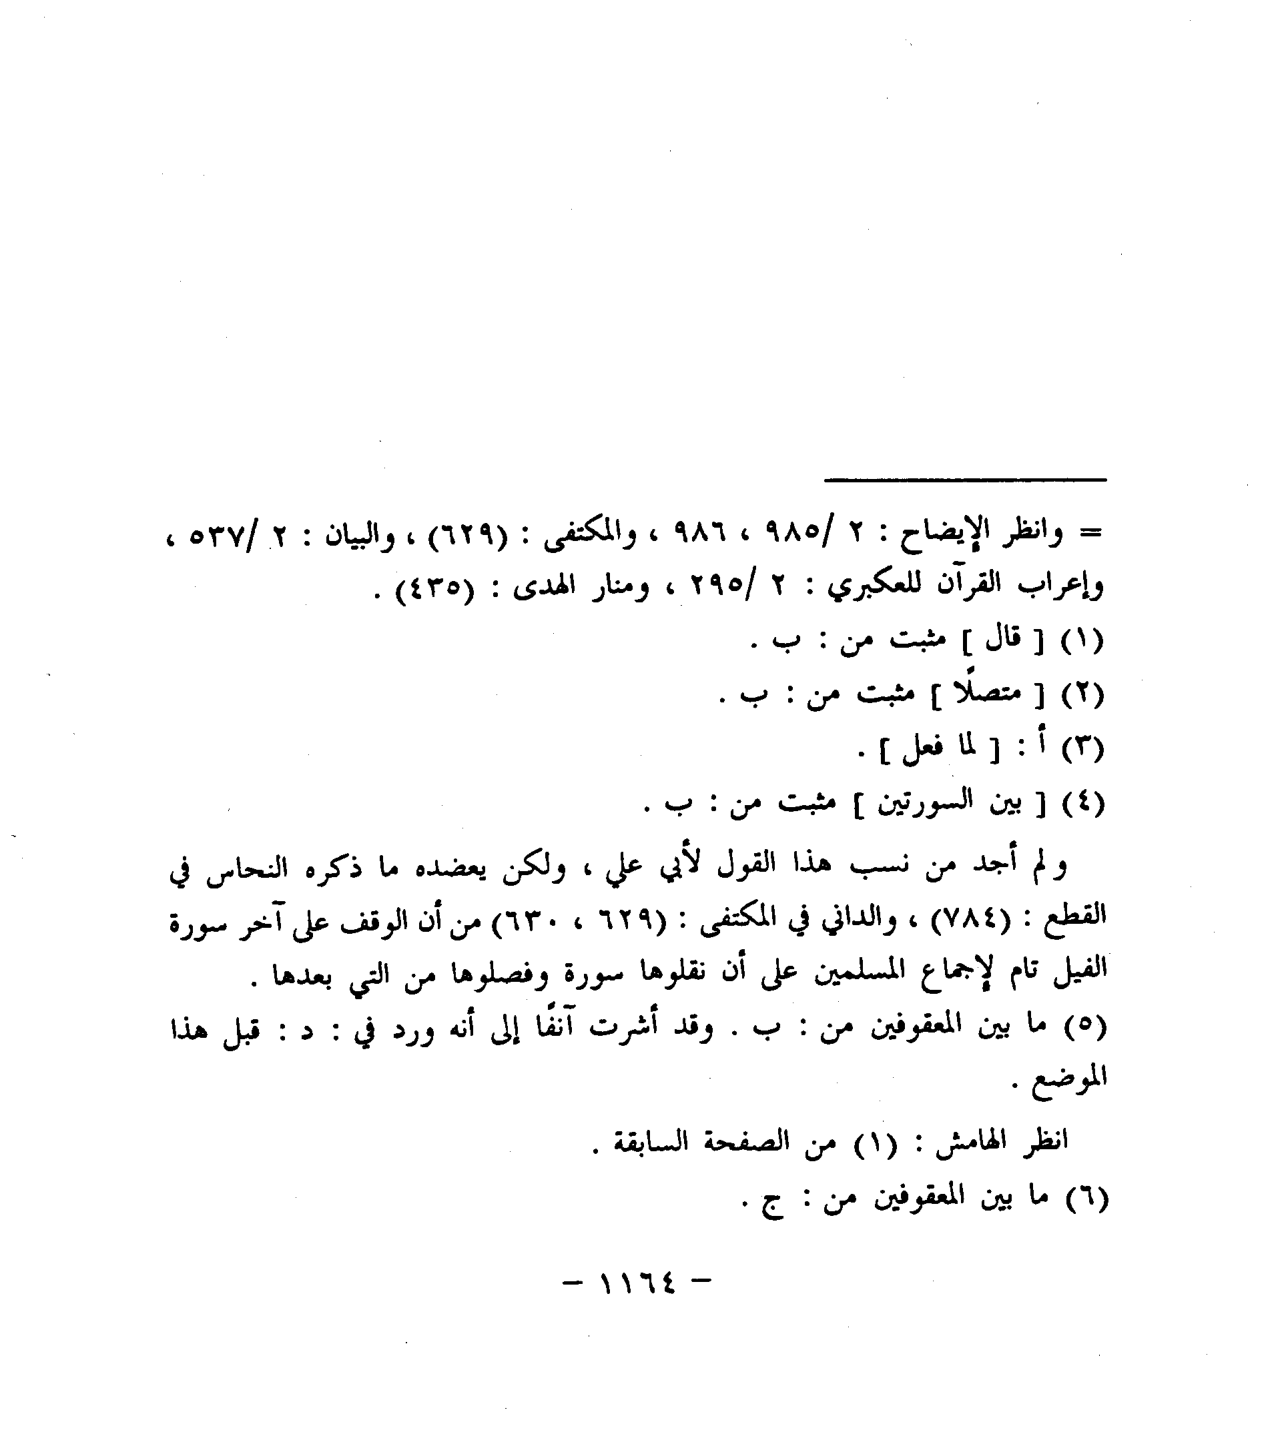 = وانظر الإيضاح : ٢ /٩٨٥ ، ٩٨٦ ، والمكتفى : (٦٢٩) ، والبيان : ٢ /٥٣٧ ،
وإعراب القرآن للعكبري : ٢ /٢٩٥ ، ومنار الهدى : (٤٣٥) .
(١) [ قال ] مثبت من : ب .
(٢) [ متصلًا ] مثبت من : ب .
(٣) أ : [ لما فعل ] .
(٤) [ بين السورتين ] مثبت من : ب .
ولم أجد من نسب هذا القول لأبي علي ، ولكن يعضده ما ذكره النحاس في
القطع : (٧٨٤) ، والداني في المكتفى : (٦٢٩ ، ٦٣٠) من أن الوقف على آخر سورة
الفيل تام لإجماع المسلمين على أن نقلوها سورة وفصلوها من التي بعدها .
(٥) ما بين المعقوفين من : ب . وقد أشرت آنفًا إلى أنه ورد في : د : قبل هذا
الموضع .
انظر الهامش : (١) من الصفحة السابقة .
(٦) ما بين المعقوفين من : ج .
– ١١٦٤ –